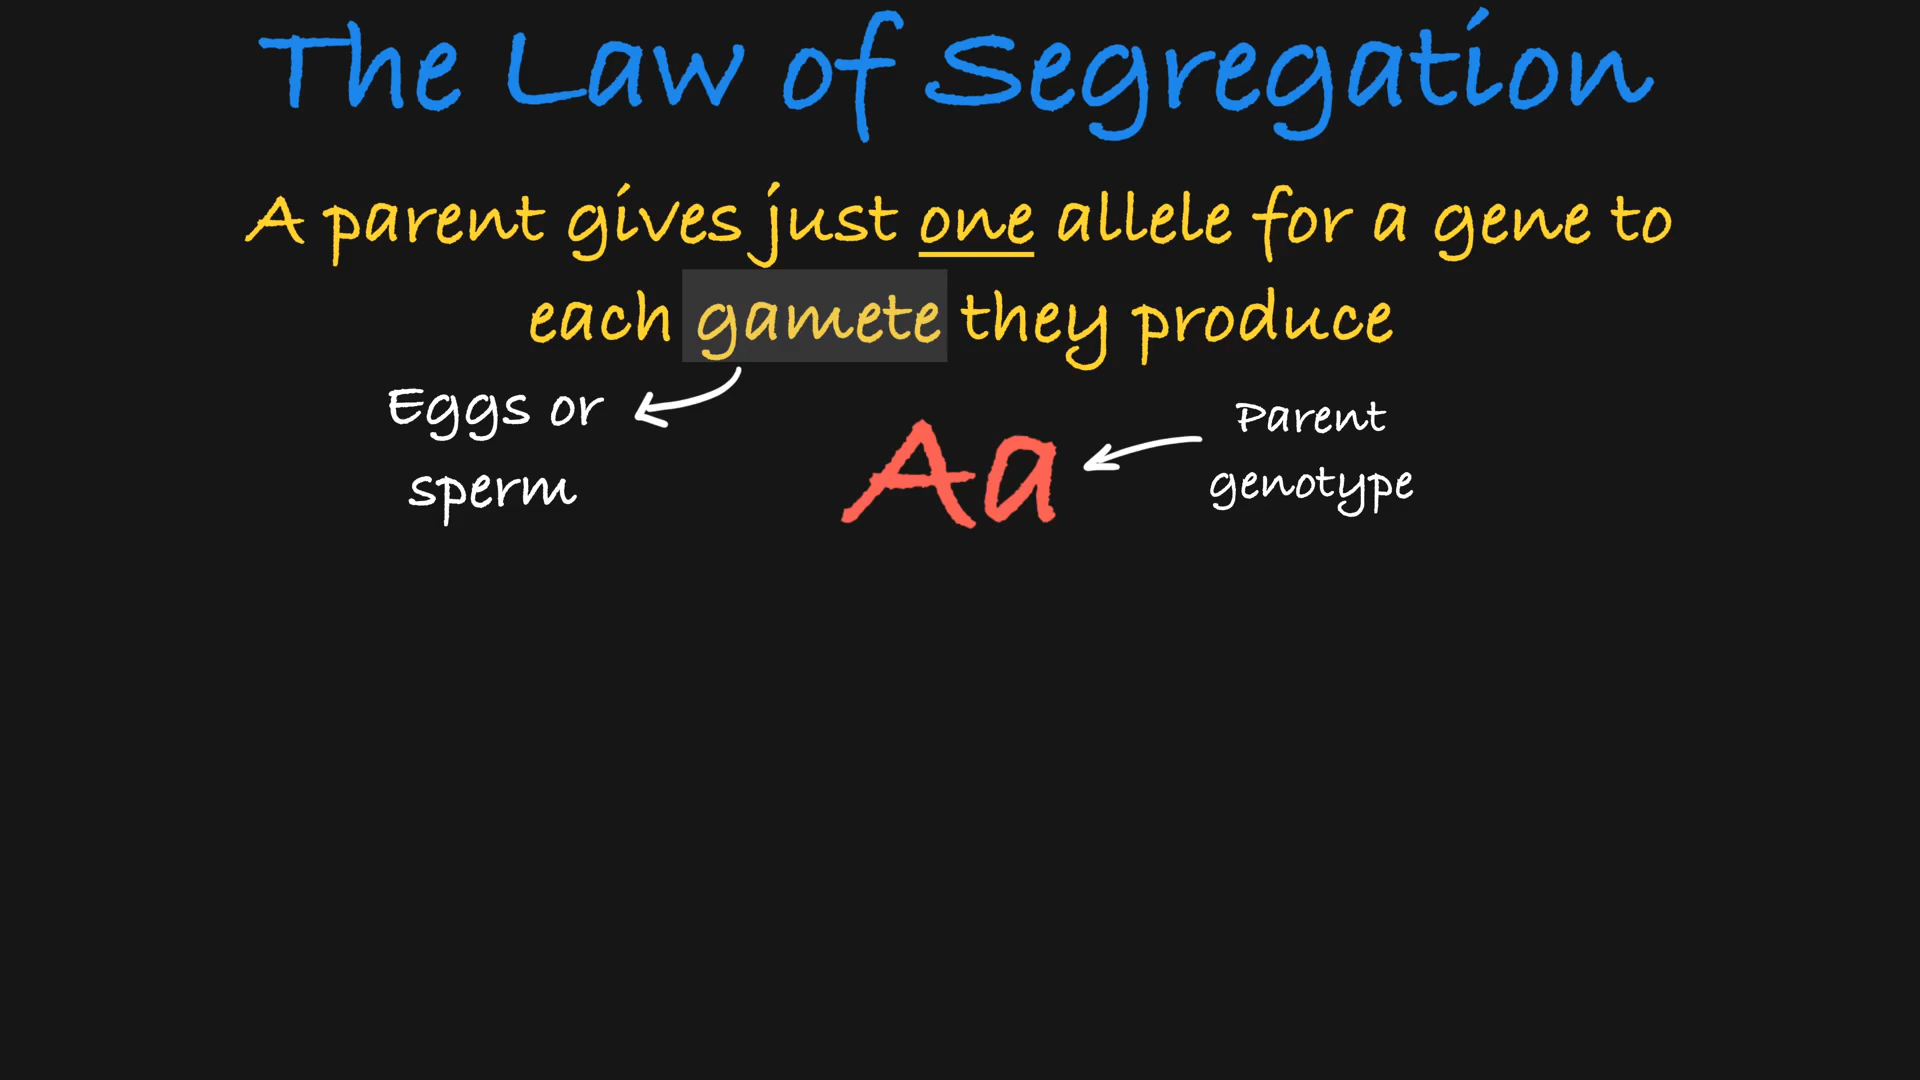 The Law of Segregation
A parent gives just one allele for a gene to
each gamete they produce
Eggs or
sperm
Aa
Parent
genotype